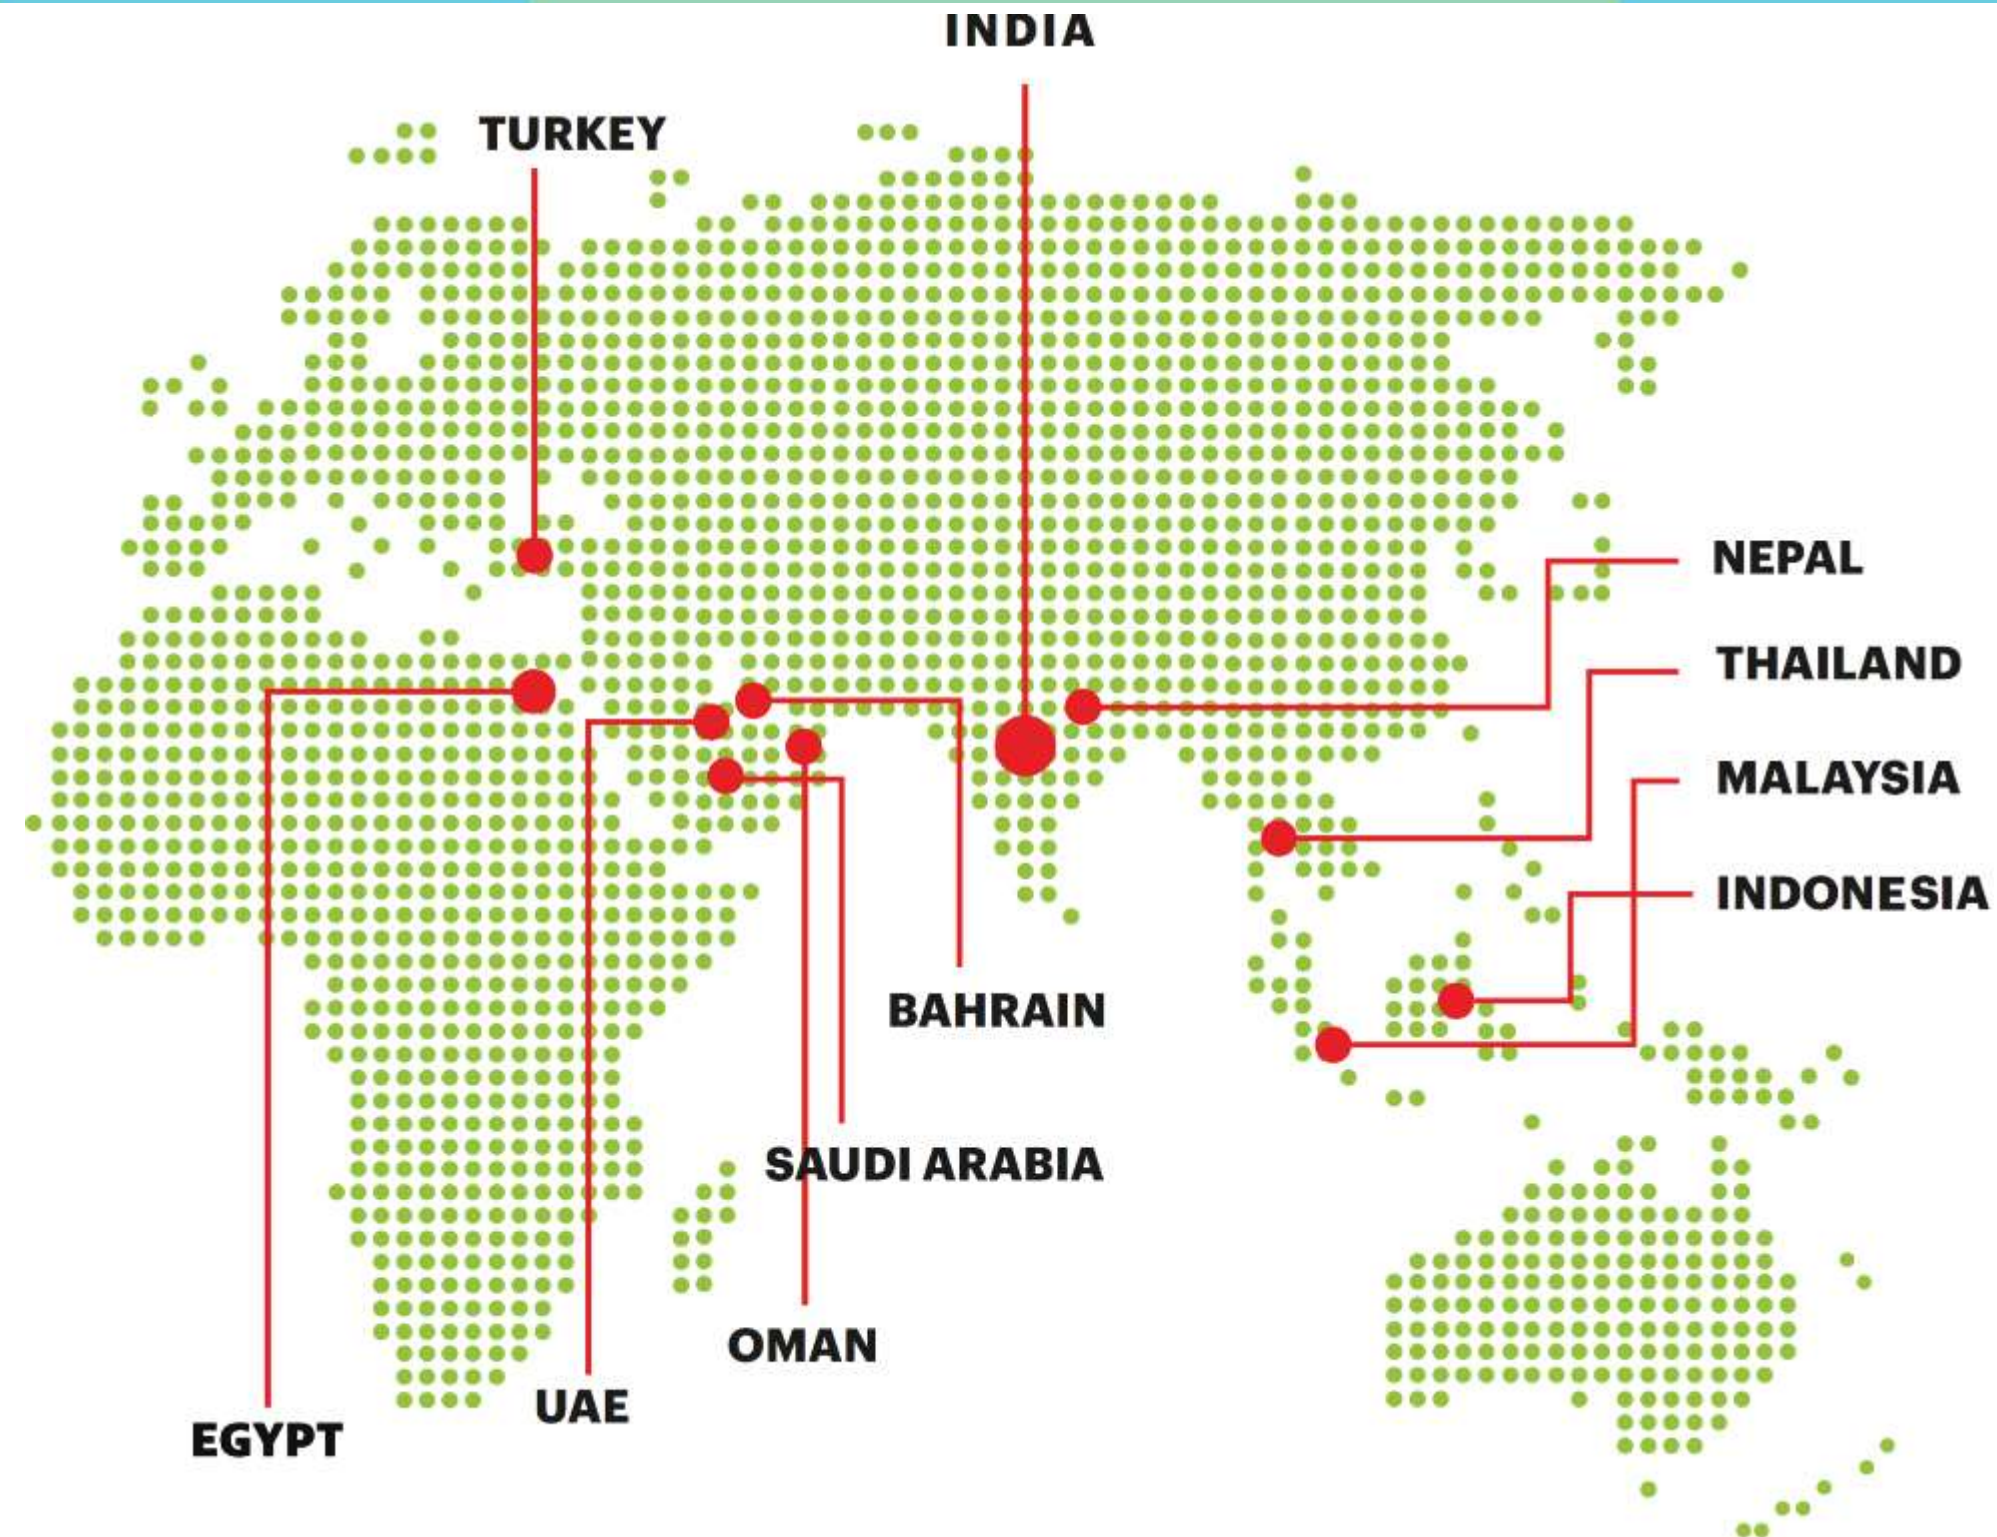 INDIA
TURKEY
NEPAL
THAILAND
MALAYSIA
INDONESIA
BAHRAIN
SAUDI ARABIA
OMAN
UAE
EGYPT